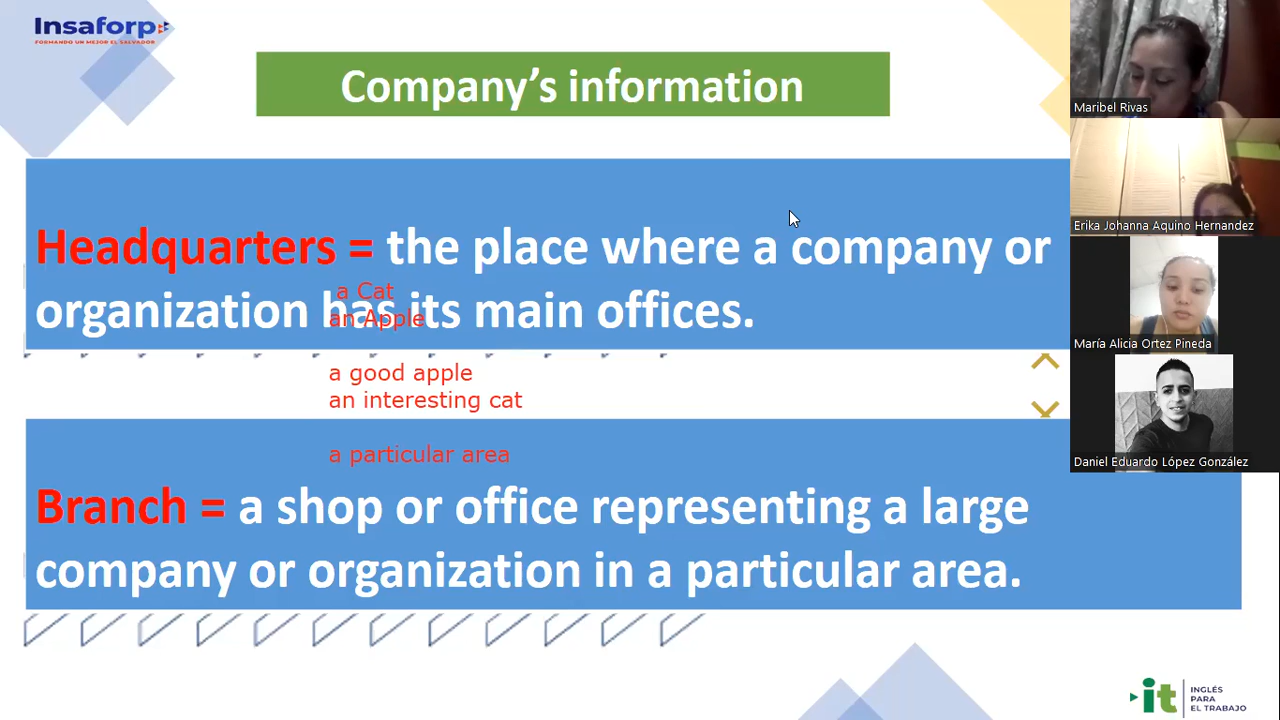 Insaforp
FORMANDO UN MEJOR EL SALVADOR
Company's information
Headquarters = the place where a company or
organization has its main offices.
a Cat
an Apple
a good apple
an interesting cat
a particular area
Branch = a shop or office representing a large
company or organization in a particular area.
Maribel Rivas
Erika Johanna Aquino Hernandez
María Alicia Ortez Pineda
Daniel Eduardo López González
it
INGLÉS
PARA
EL TRABAJO